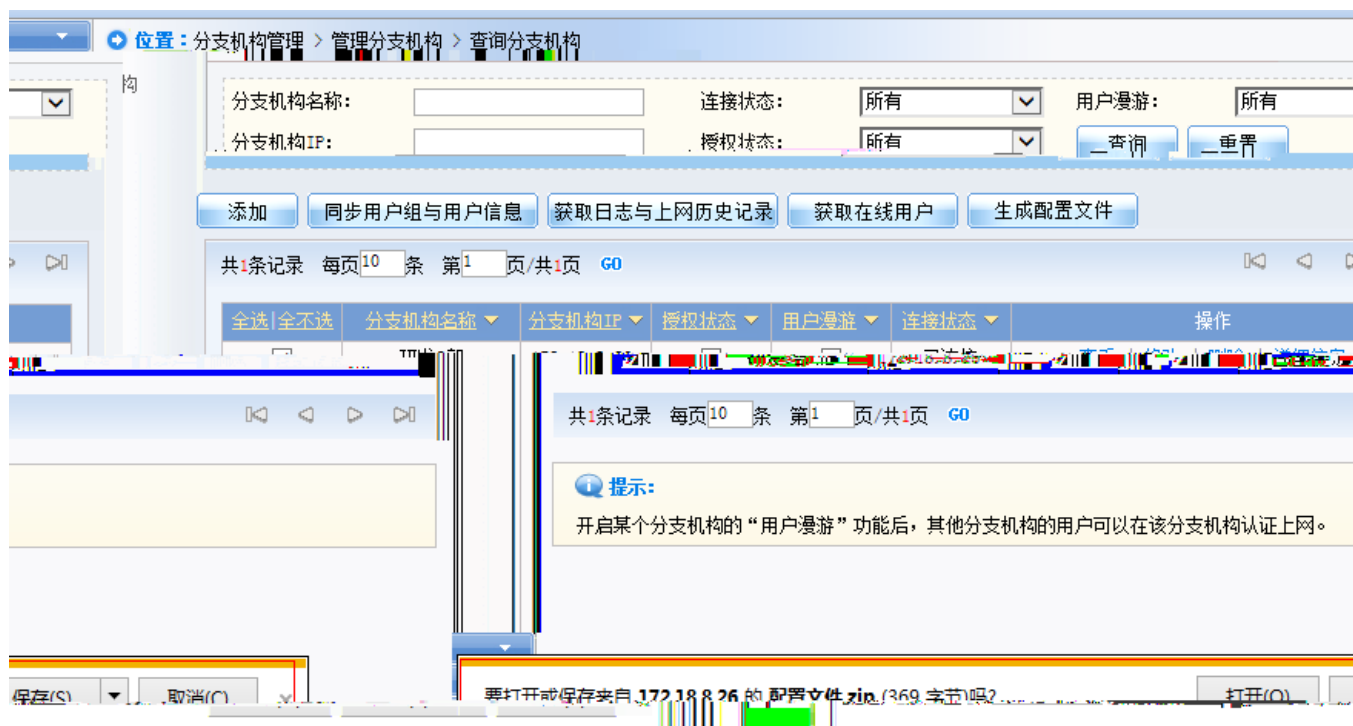 位置：分支机构管理 > 管理分支机构 > 查询分支机构
构
分支机构名称： 连接状态： 所有 用户漫游： 所有
分支机构IP： 授权状态： 所有 查询 重置
添加 同步用户组与用户信息 获取日志与上网历史记录 获取在线用户 生成配置文件
共1条记录 每页10 条 第1 页/共1页 GO
全选|全不选 分支机构名称 分支机构IP 授权状态 用户漫游 连接状态 操作
共1条记录 每页10 条 第1 页/共1页 GO
提示：
开启某个分支机构的“用户漫游”功能后，其他分支机构的用户可以在该分支机构认证上网。
保存(S) 取消(C) 要打开或保存来自 172.18.8.26 的 配置文件.zip (369 字节)吗? 打开(O)